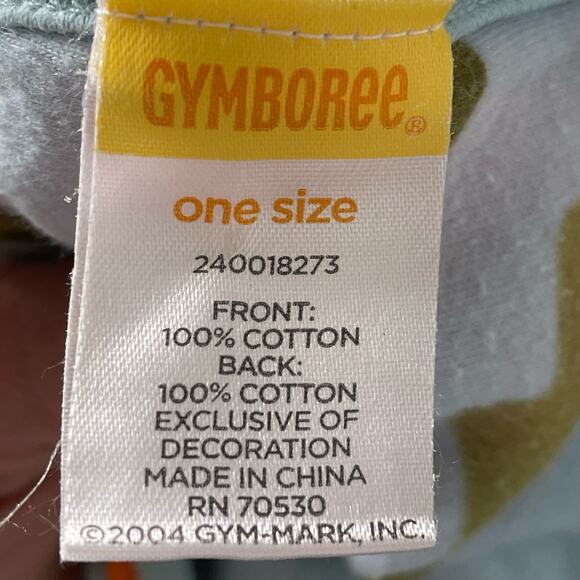 GYMBOREE®
one size
240018273
FRONT:
100% COTTON
BACK:
100% COTTON
EXCLUSIVE OF
DECORATION
MADE IN CHINA
RN 70530
©2004 GYM-MARK, INC.